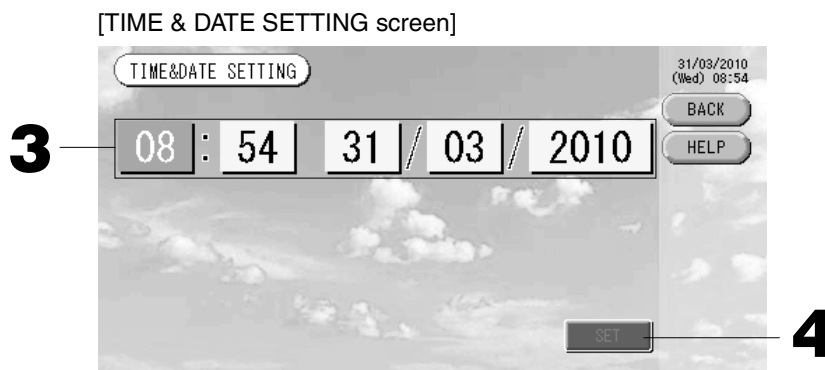 [TIME & DATE SETTING screen]
TIME&DATE SETTING
31/03/2010
(Wed) 08:54
BACK
3
08 : 54 31 / 03 / 2010
HELP
SET
4